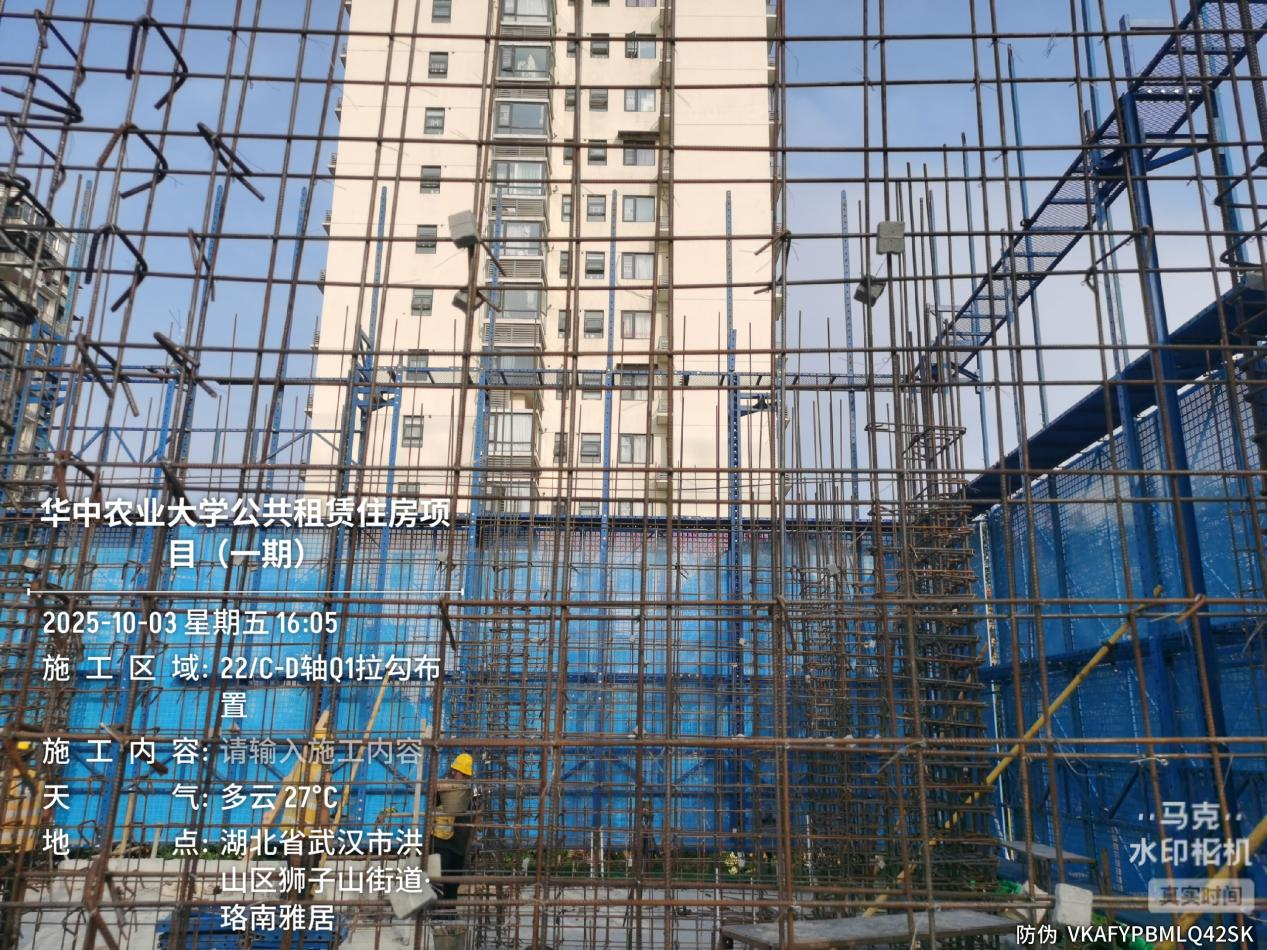 华中农业大学公共租赁住房项
目（一期）
2025-10-03 星期五 16:05
施工区域: 22/C-D轴Q1拉勾布
置
施工内容: 请输入施工内容
天气: 多云 27°C
地点: 湖北省武汉市洪
山区狮子山街道·
珞南雅居
马克
水印相机
真实时间
防伪 VKAFYPBMLQ42SK